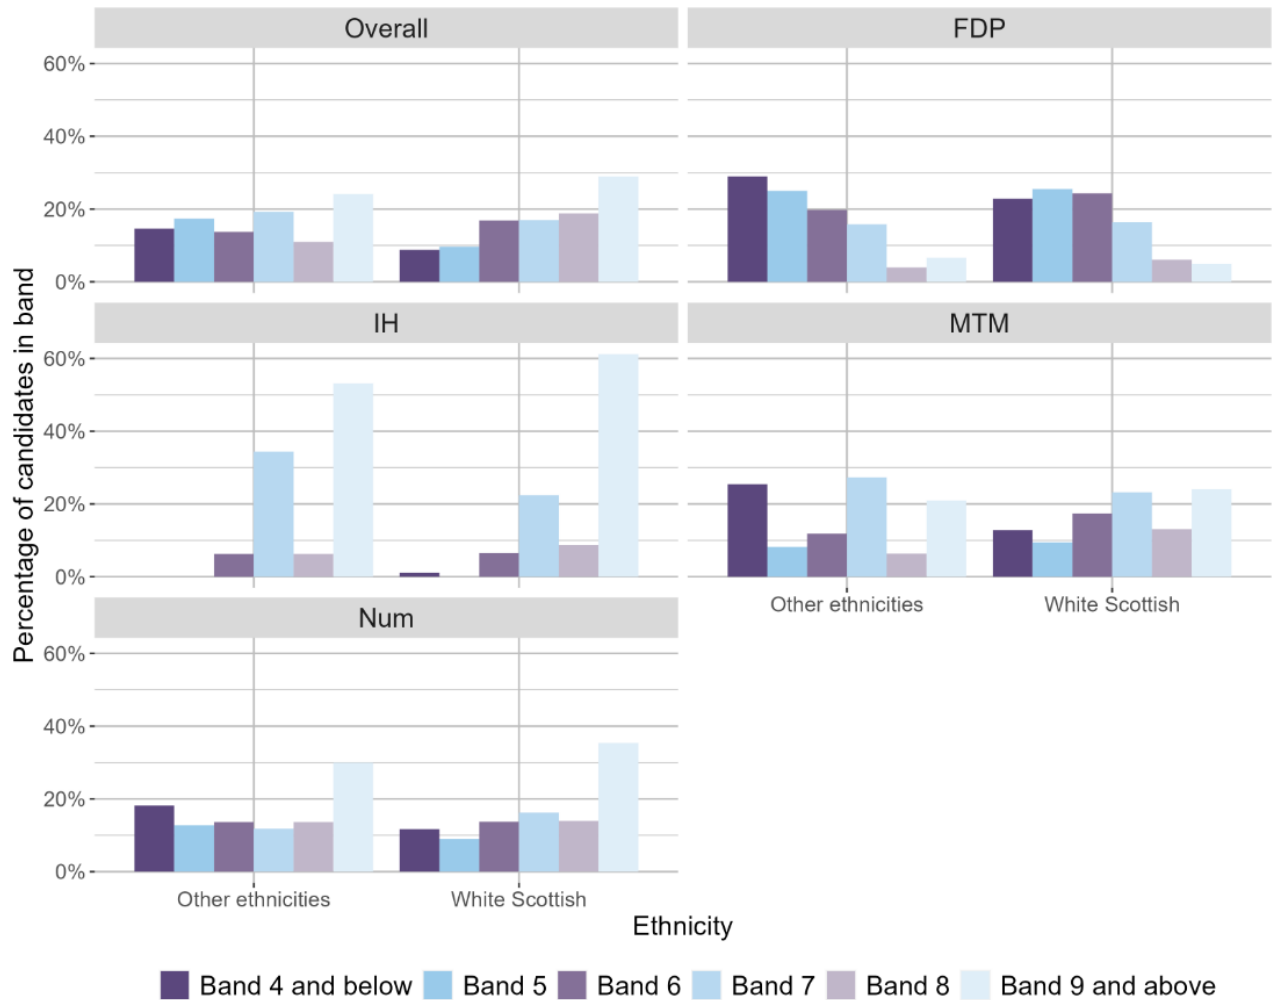 Overall
FDP
60%
40%
20%
0%
IH
MTM
60%
40%
20%
0%
Other ethnicities
White Scottish
Num
60%
40%
20%
0%
Other ethnicities
White Scottish
Percentage of candidates in band
Ethnicity
Band 4 and below Band 5 Band 6 Band 7 Band 8 Band 9 and above